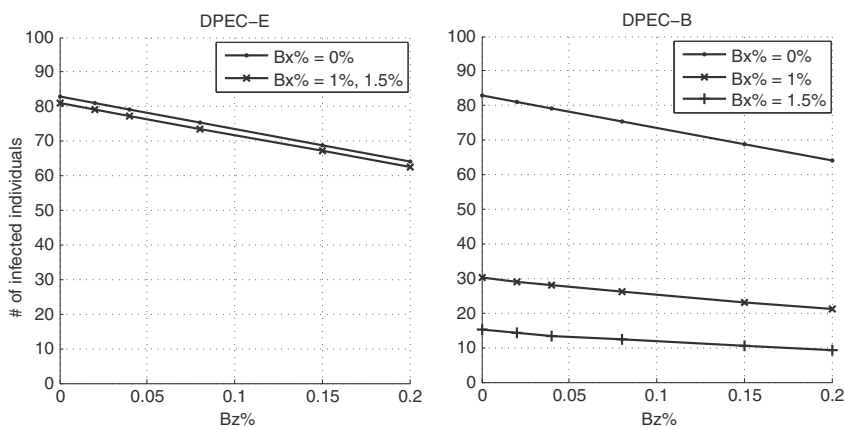 DPEC−E
100
90
80
70
60
50
40
30
20
10
0
# of infected individuals
Bx% = 0%
Bx% = 1%, 1.5%
0 0.05 0.1 0.15 0.2
Bz%
DPEC−B
100
90
80
70
60
50
40
30
20
10
0
Bx% = 0%
Bx% = 1%
Bx% = 1.5%
0 0.05 0.1 0.15 0.2
Bz%